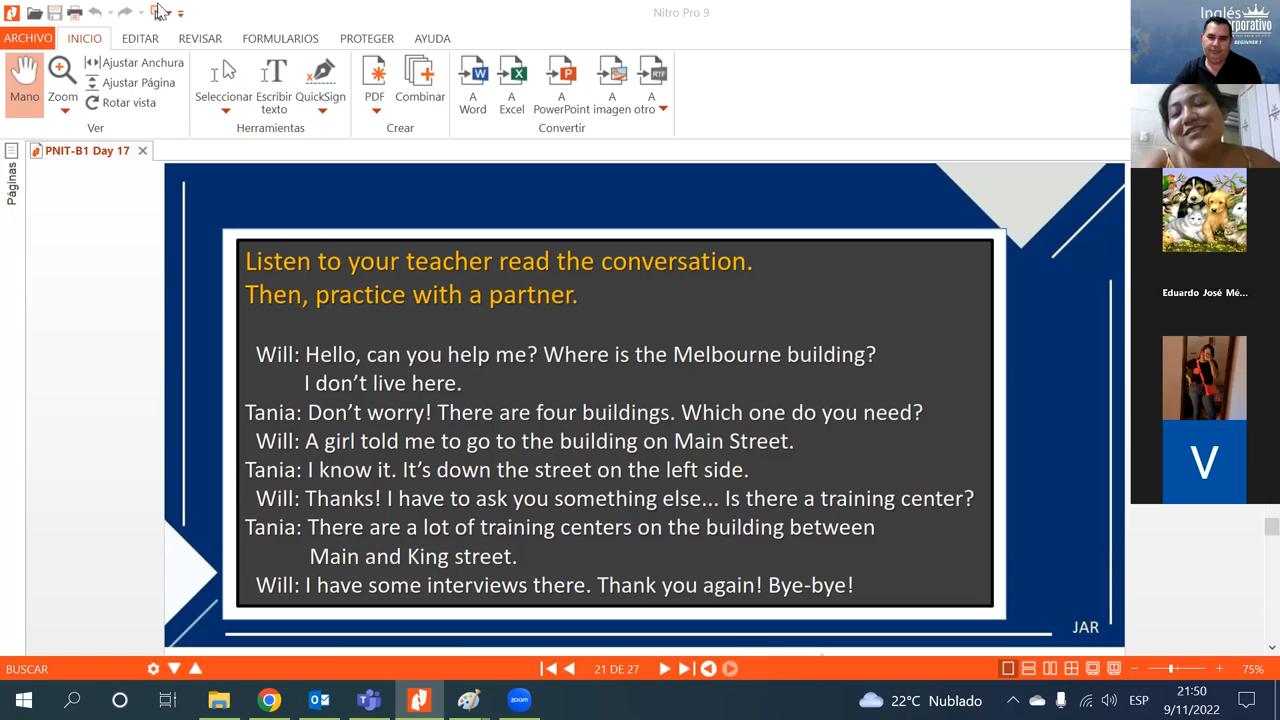 Nitro Pro 9
ARCHIVO
INICIO
EDITAR
REVISAR
FORMULARIOS
PROTEGER
AYUDA
Mano
Zoom
Ajustar Anchura
Ajustar Página
Rotar vista
Ver
Seleccionar
Escribir texto
QuickSign
Herramientas
PDF
Combinar
Crear
A Word
A Excel
A PowerPoint
A imagen
A otro
Convertir
Páginas
PNIT-B1 Day 17
Listen to your teacher read the conversation.
Then, practice with a partner.
Will: Hello, can you help me? Where is the Melbourne building?
I don’t live here.
Tania: Don’t worry! There are four buildings. Which one do you need?
Will: A girl told me to go to the building on Main Street.
Tania: I know it. It’s down the street on the left side.
Will: Thanks! I have to ask you something else... Is there a training center?
Tania: There are a lot of training centers on the building between
Main and King street.
Will: I have some interviews there. Thank you again! Bye-bye!
JAR
Inglés
Corporativo
BEGINNER 1
Eduardo José Mé...
V
BUSCAR
21 DE 27
75%
22°C Nublado
ESP
21:50
9/11/2022